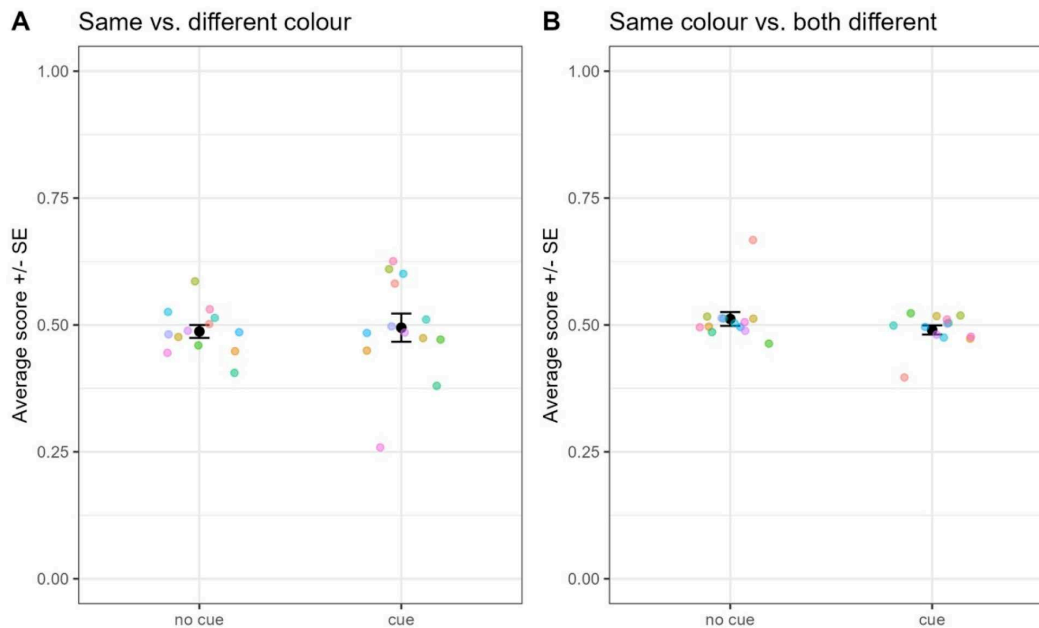 A Same vs. different colour
Average score +/- SE
1.00
0.75
0.50
0.25
0.00
no cue cue
B Same colour vs. both different
Average score +/- SE
1.00
0.75
0.50
0.25
0.00
no cue cue